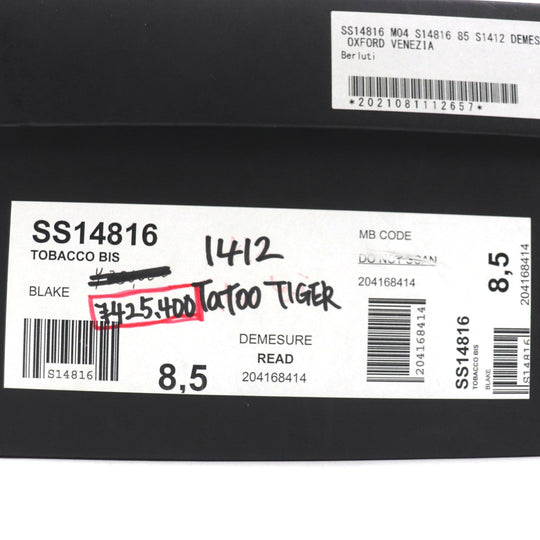 SS14816 M04 S14816 85 S1412 DEMES
OXFORD VENEZIA
Berluti
*2021081112657*
SS14816
TOBACCO BIS
1412
MB CODE
DO NOT SCAN
204168414
BLAKE
¥425.400
TaToo TIGER
S14816
8,5
DEMESURE
READ
204168414
204168414
8,5
204168414
SS14816
TOBACCO BIS
BLAKE
S14816